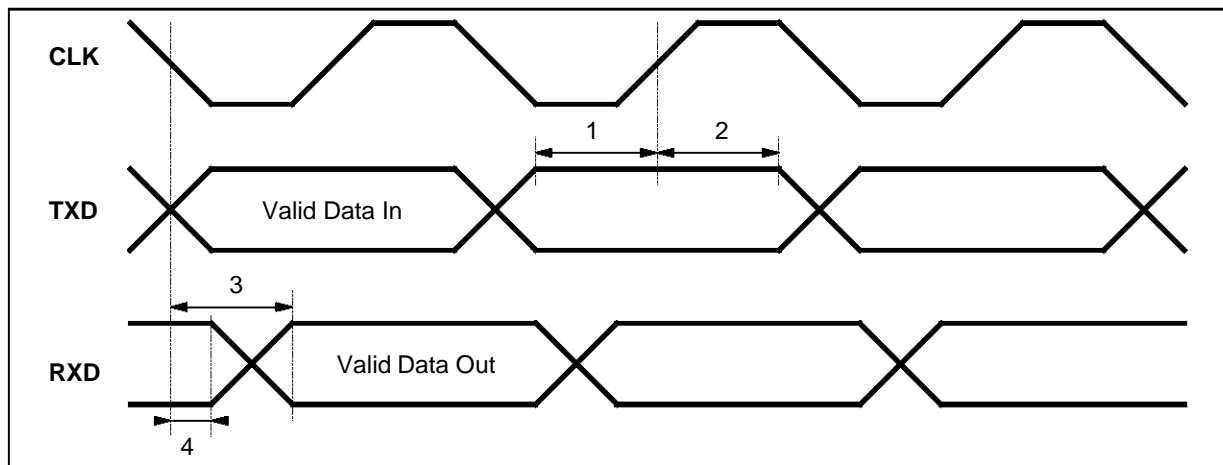 CLK
1
2
TXD
Valid Data In
3
RXD
Valid Data Out
4